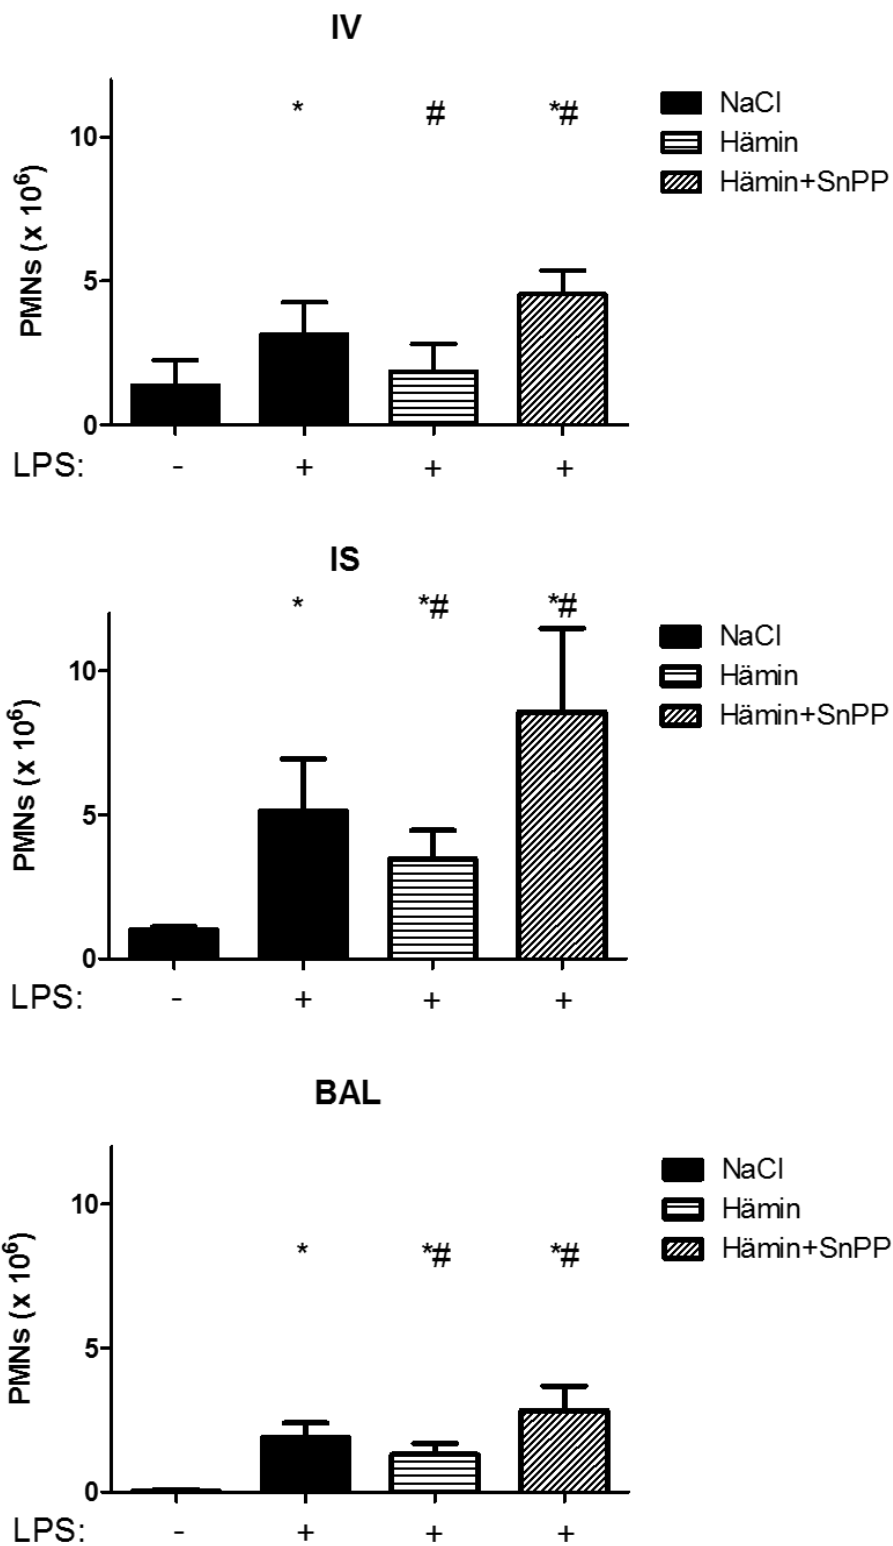 IV
* # *#
NaCl
Hämin
Hämin+SnPP
PMNs (x 10⁶)
10
5
0
LPS: - + + +
IS
* *# *#
NaCl
Hämin
Hämin+SnPP
PMNs (x 10⁶)
10
5
0
LPS: - + + +
BAL
NaCl
Hämin
Hämin+SnPP
PMNs (x 10⁶)
10
* *# *#
5
0
LPS: - + + +